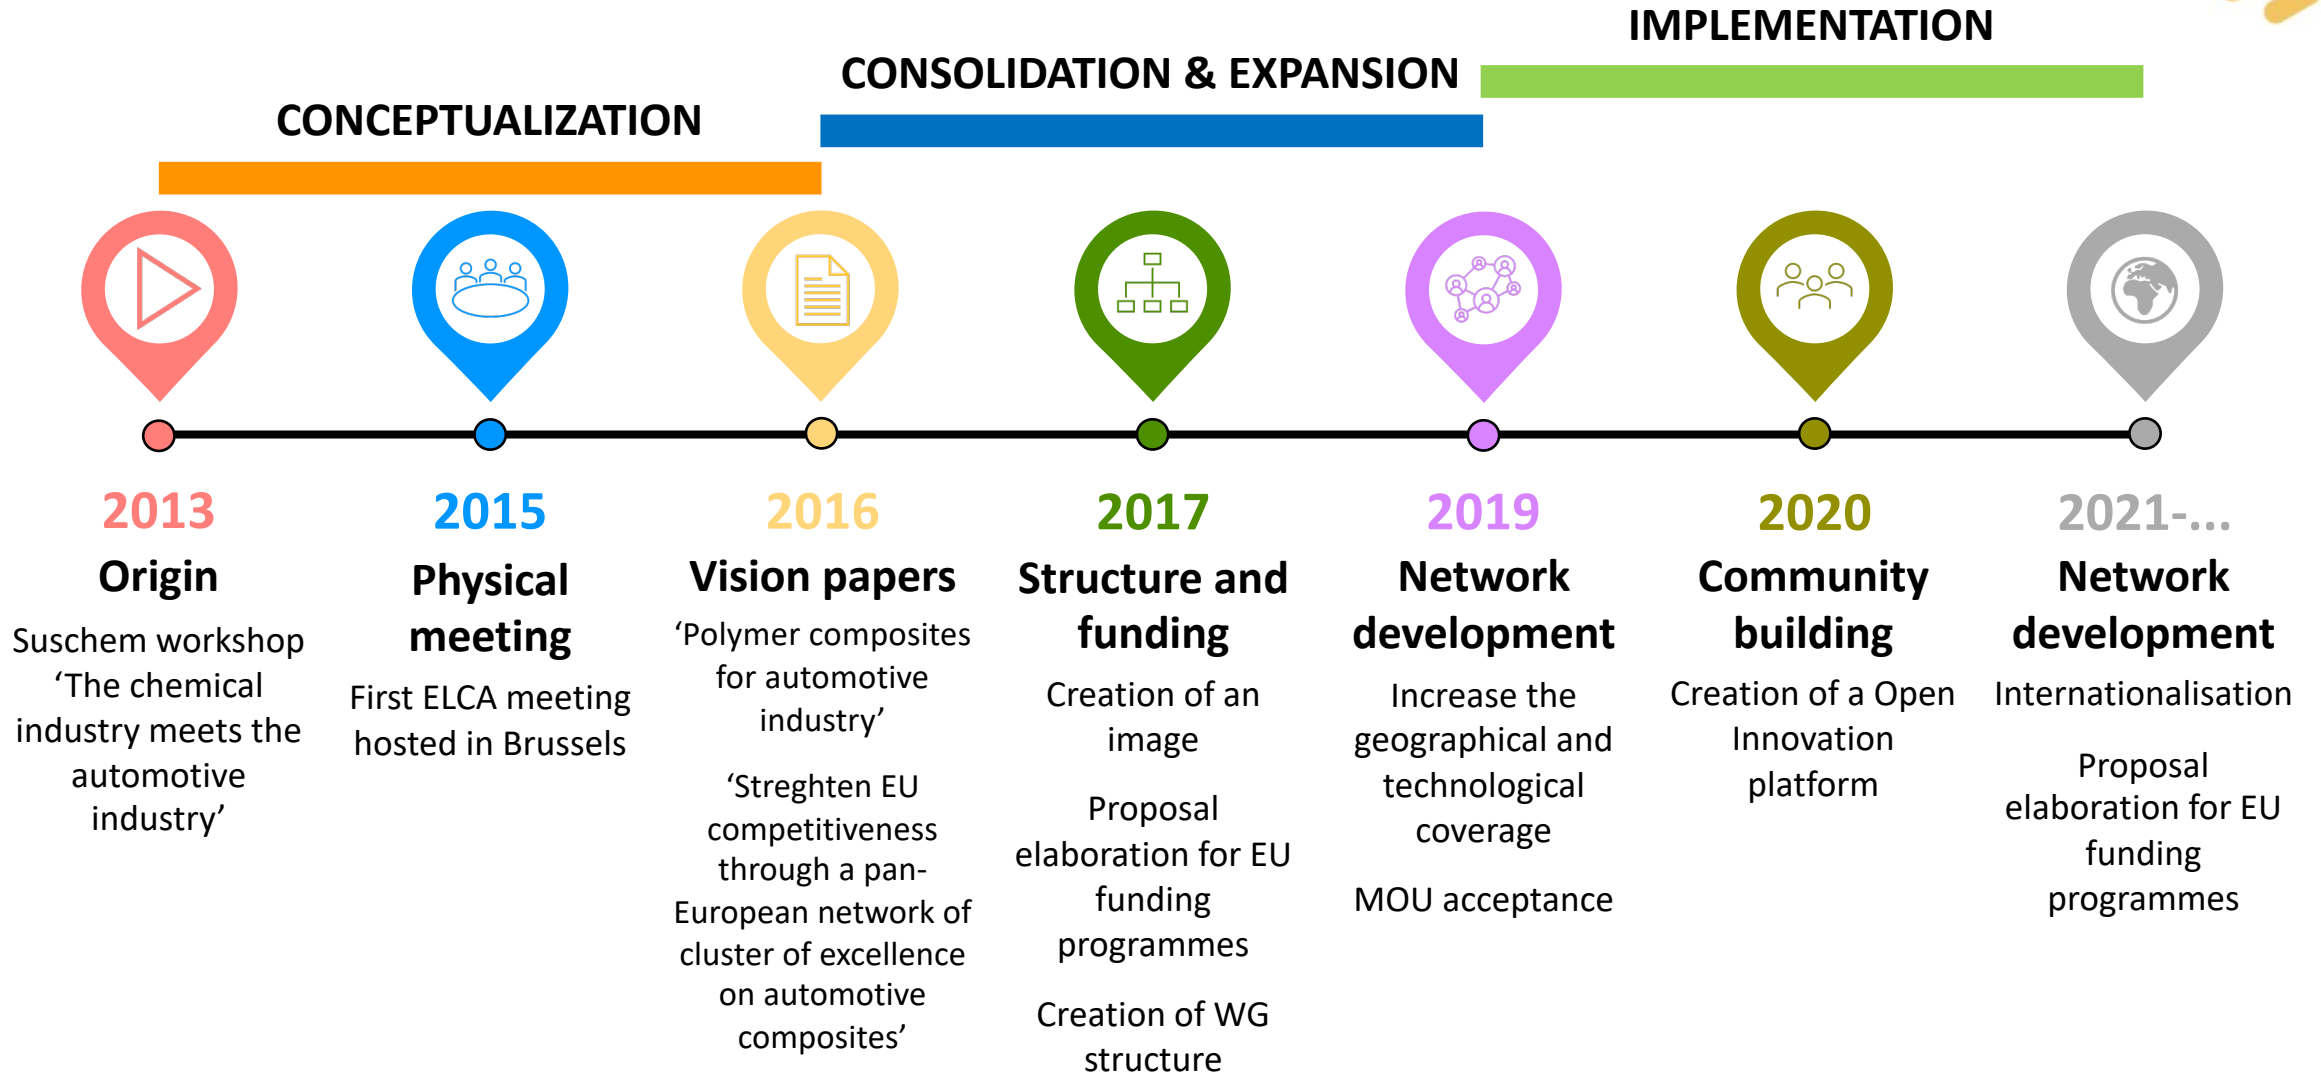 IMPLEMENTATION
CONSOLIDATION & EXPANSION
CONCEPTUALIZATION
2013
Origin
Suschem workshop
‘The chemical
industry meets the
automotive
industry’
2015
Physical
meeting
First ELCA meeting
hosted in Brussels
2016
Vision papers
‘Polymer composites
for automotive
industry’
‘Streghten EU
competitiveness
through a pan-
European network of
cluster of excellence
on automotive
composites’
2017
Structure and
funding
Creation of an
image
Proposal
elaboration for EU
funding
programmes
Creation of WG
structure
2019
Network
development
Increase the
geographical and
technological
coverage
MOU acceptance
2020
Community
building
Creation of a Open
Innovation
platform
2021-...
Network
development
Internationalisation
Proposal
elaboration for EU
funding
programmes